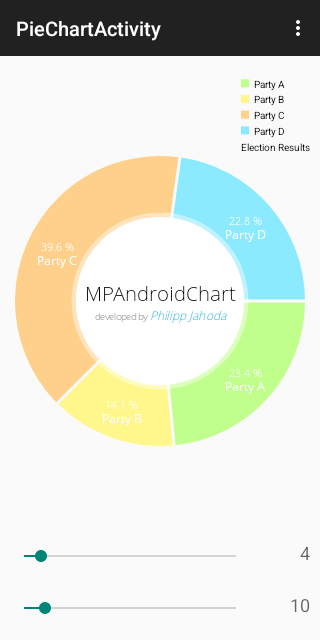 PieChartActivity
Party A
Party B
Party C
Party D
Election Results
22.8 %
Party D
39.6 %
Party C
MPAndroidChart
developed by Philipp Jahoda
23.4 %
Party A
14.1 %
Party B
4
10